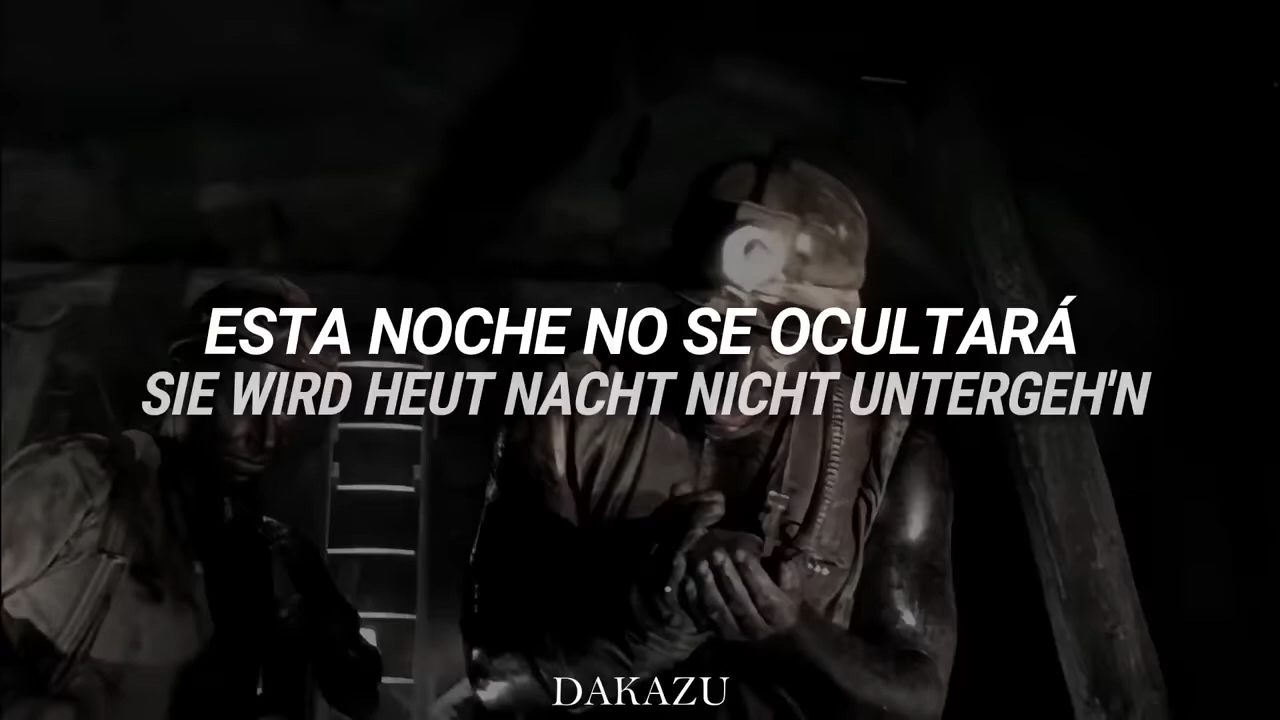 ESTA NOCHE NO SE OCULTARÁ
SIE WIRD HEUT NACHT NICHT UNTERGEH'N
DAKAZU